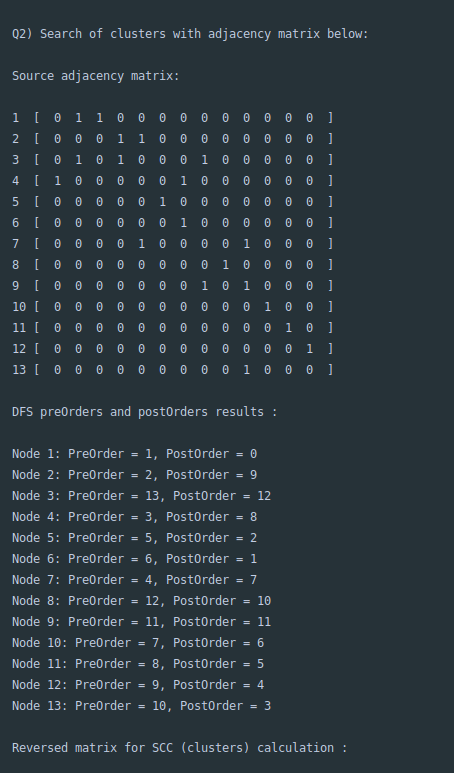 Q2) Search of clusters with adjacency matrix below:
Source adjacency matrix:
1 [ 0 1 1 0 0 0 0 0 0 0 0 0 0 ]
2 [ 0 0 0 1 1 0 0 0 0 0 0 0 0 ]
3 [ 0 1 0 1 0 0 0 1 0 0 0 0 0 ]
4 [ 1 0 0 0 0 0 1 0 0 0 0 0 0 ]
5 [ 0 0 0 0 0 1 0 0 0 0 0 0 0 ]
6 [ 0 0 0 0 0 0 1 0 0 0 0 0 0 ]
7 [ 0 0 0 0 1 0 0 0 0 1 0 0 0 ]
8 [ 0 0 0 0 0 0 0 0 1 0 0 0 0 ]
9 [ 0 0 0 0 0 0 0 1 0 1 0 0 0 ]
10 [ 0 0 0 0 0 0 0 0 0 0 1 0 0 ]
11 [ 0 0 0 0 0 0 0 0 0 0 0 1 0 ]
12 [ 0 0 0 0 0 0 0 0 0 0 0 0 1 ]
13 [ 0 0 0 0 0 0 0 0 0 1 0 0 0 ]
DFS preOrders and postOrders results :
Node 1: PreOrder = 1, PostOrder = 0
Node 2: PreOrder = 2, PostOrder = 9
Node 3: PreOrder = 13, PostOrder = 12
Node 4: PreOrder = 3, PostOrder = 8
Node 5: PreOrder = 5, PostOrder = 2
Node 6: PreOrder = 6, PostOrder = 1
Node 7: PreOrder = 4, PostOrder = 7
Node 8: PreOrder = 12, PostOrder = 10
Node 9: PreOrder = 11, PostOrder = 11
Node 10: PreOrder = 7, PostOrder = 6
Node 11: PreOrder = 8, PostOrder = 5
Node 12: PreOrder = 9, PostOrder = 4
Node 13: PreOrder = 10, PostOrder = 3
Reversed matrix for SCC (clusters) calculation :